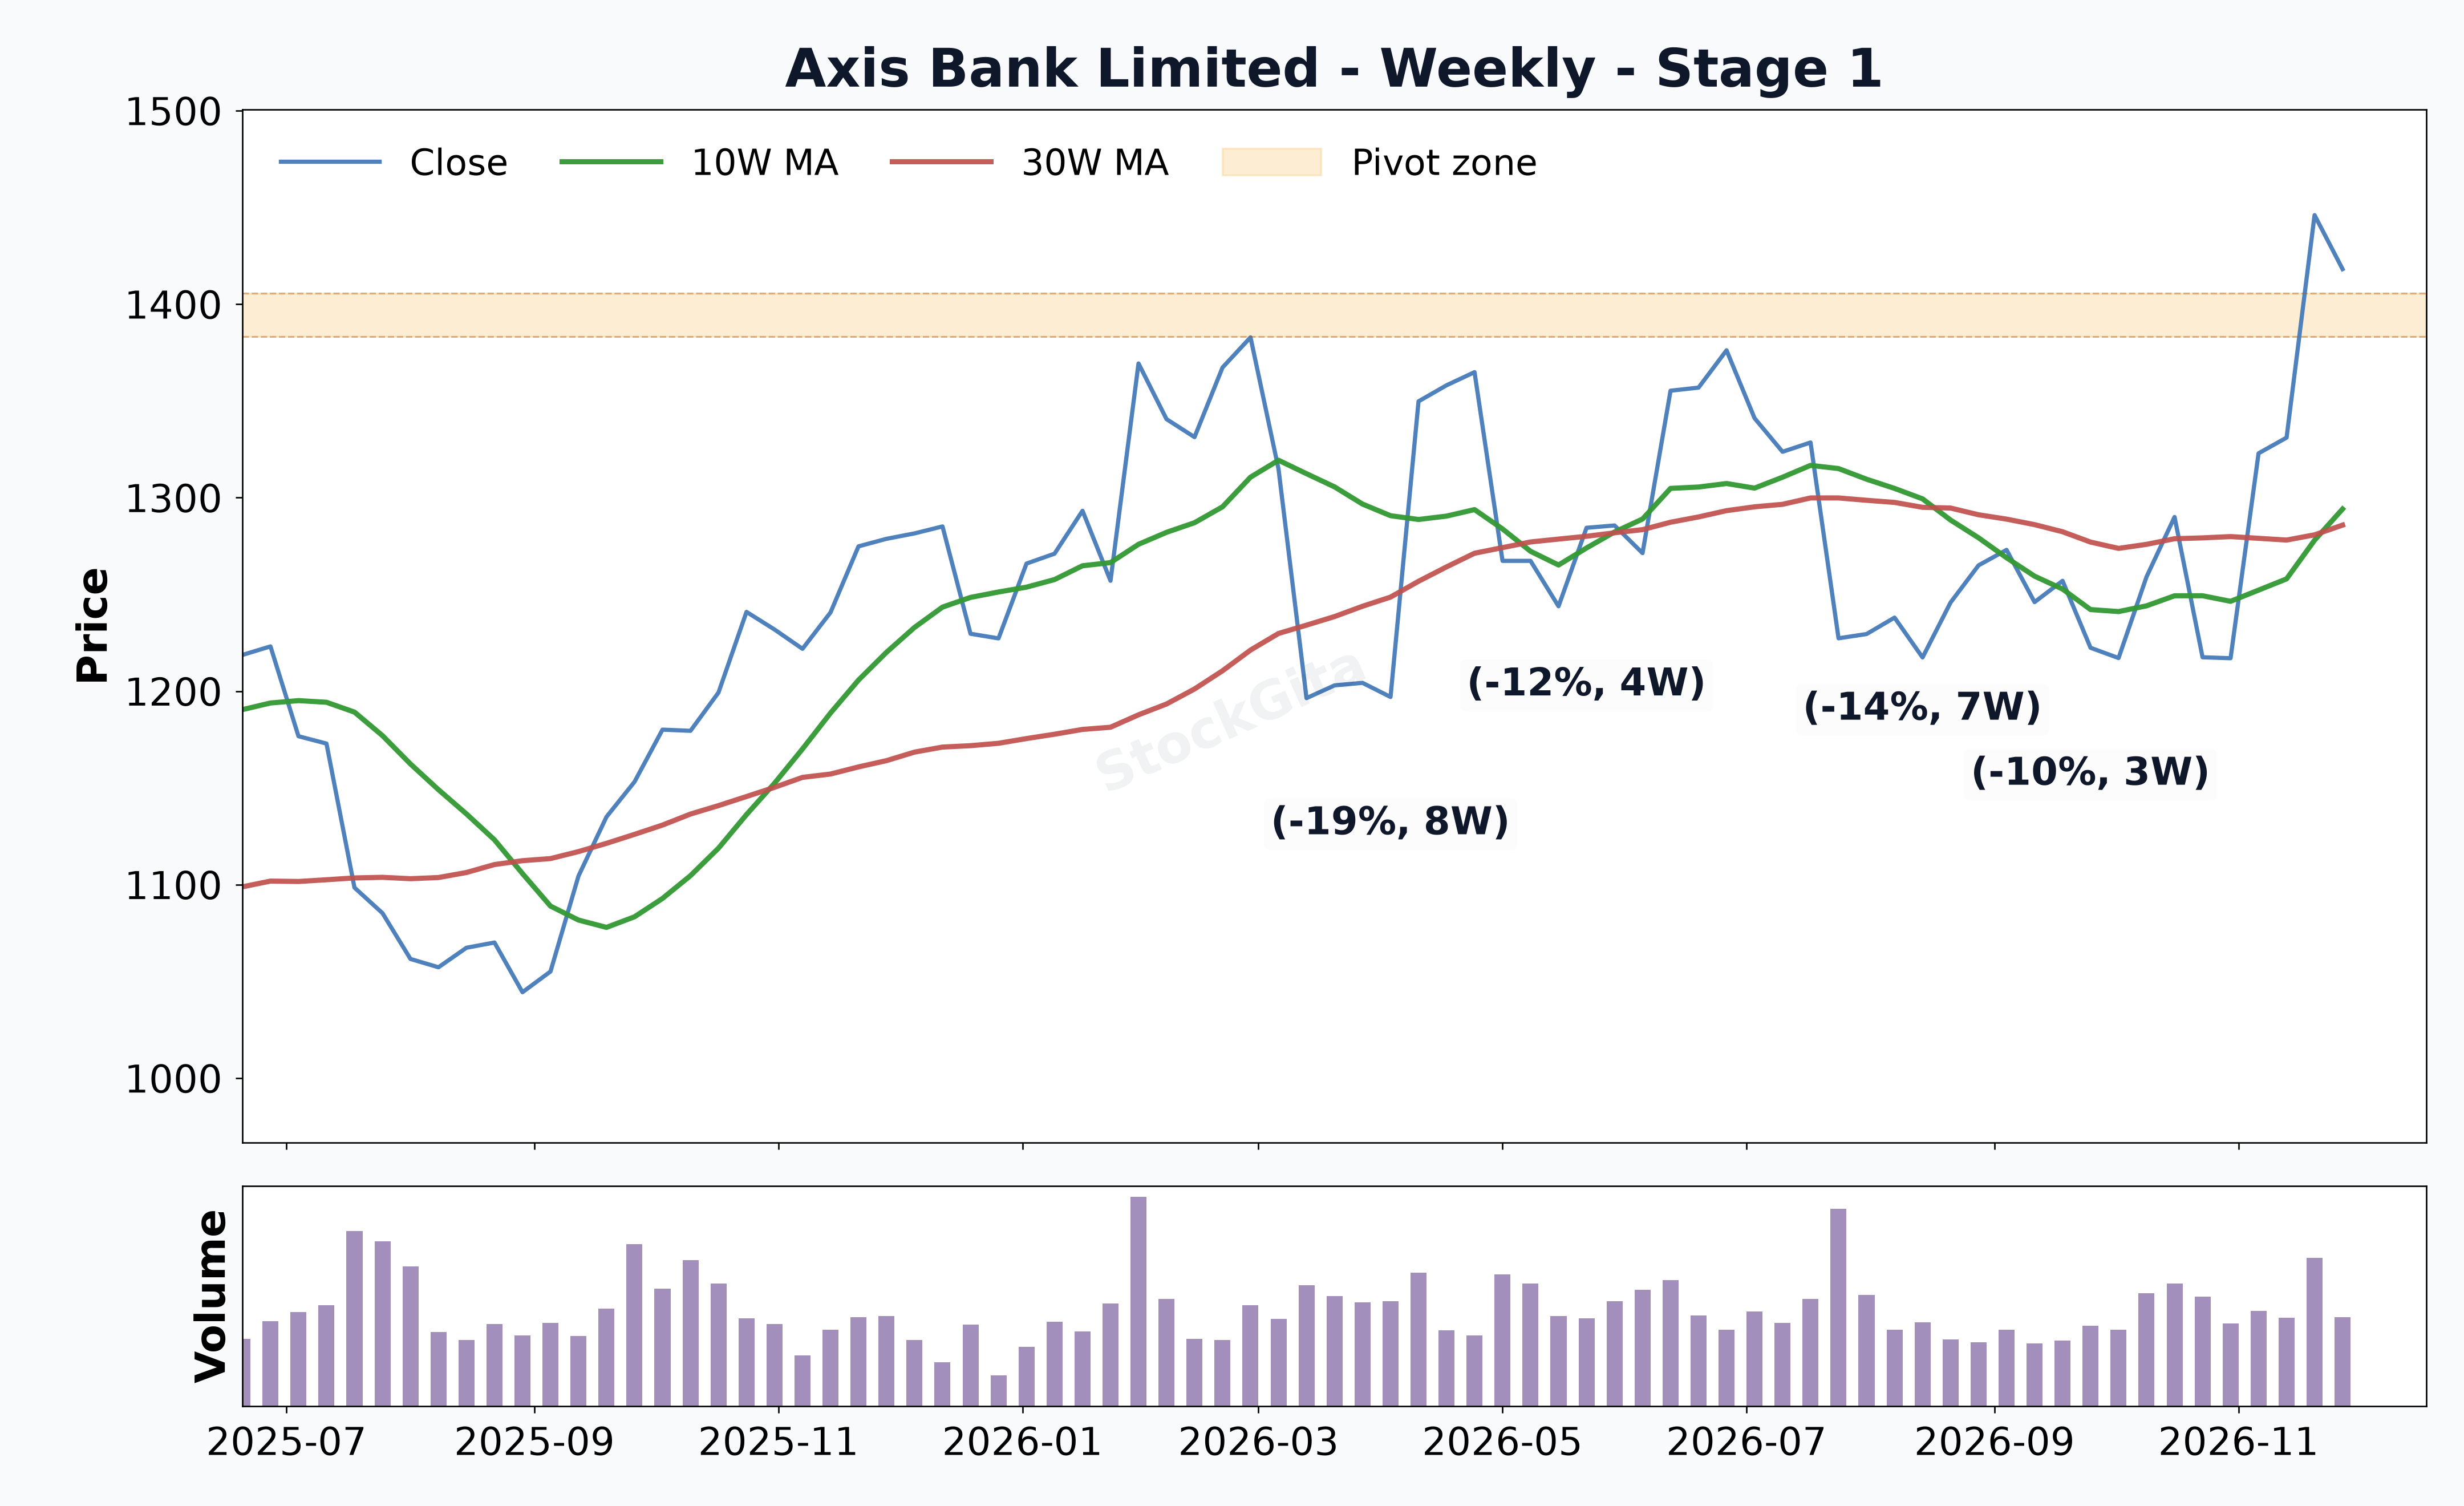 Axis Bank Limited - Weekly - Stage 1
Close
10W MA
30W MA
Pivot zone
1500
1400
1300
1200
1100
1000
Price
StockGita
(-12%, 4W)
(-14%, 7W)
(-10%, 3W)
(-19%, 8W)
Volume
2025-07
2025-09
2025-11
2026-01
2026-03
2026-05
2026-07
2026-09
2026-11